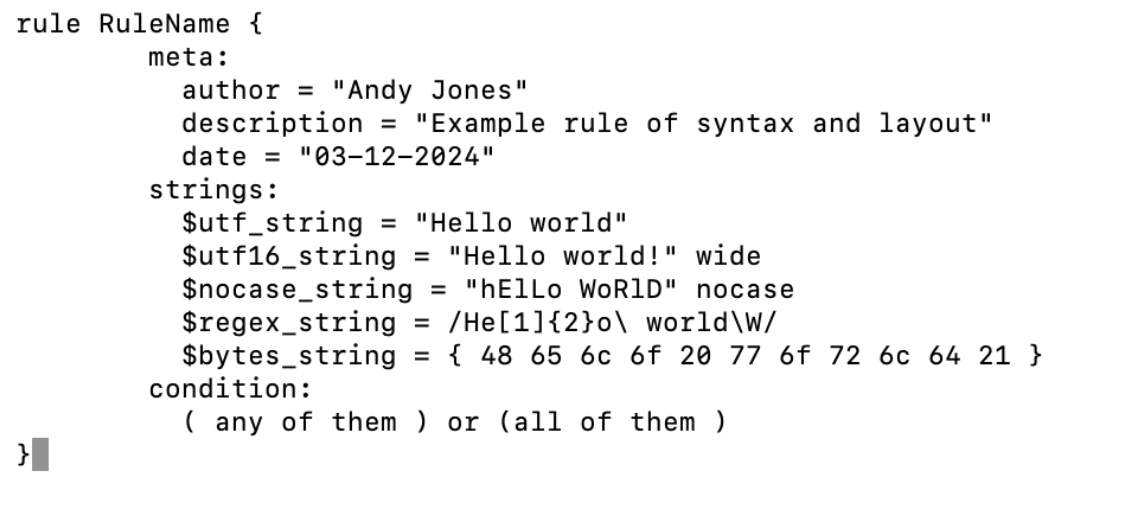 rule RuleName {
meta:
author = "Andy Jones"
description = "Example rule of syntax and layout"
date = "03-12-2024"
strings:
$utf_string = "Hello world"
$utf16_string = "Hello world!" wide
$nocase_string = "hElLo WoRlD" nocase
$regex_string = /He[1]{2}o\ world\W/
$bytes_string = { 48 65 6c 6f 20 77 6f 72 6c 64 21 }
condition:
( any of them ) or (all of them )
}